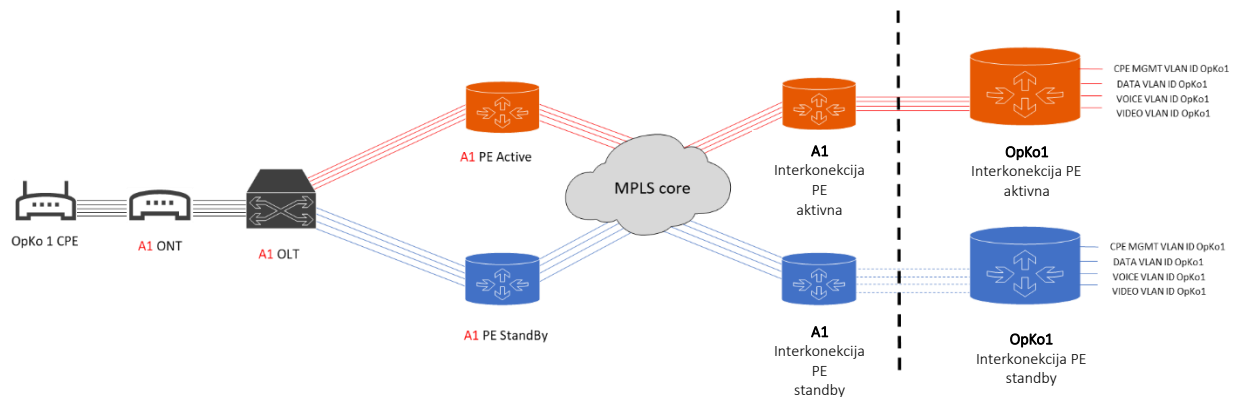 OpKo 1 CPE
A1 ONT
A1 OLT
A1 PE Active
A1 PE StandBy
MPLS core
A1
Interkonekcija
PE
aktivna
A1
Interkonekcija
PE
standby
OpKo1
Interkonekcija PE
aktivna
CPE MGMT VLAN ID OpKo1
DATA VLAN ID OpKo1
VOICE VLAN ID OpKo1
VIDEO VLAN ID OpKo1
OpKo1
Interkonekcija PE
standby
CPE MGMT VLAN ID OpKo1
DATA VLAN ID OpKo1
VOICE VLAN ID OpKo1
VIDEO VLAN ID OpKo1